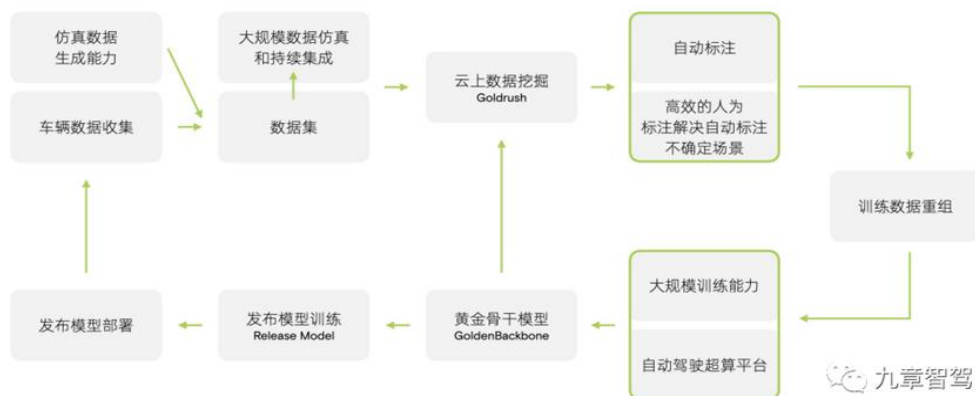 仿真数据
生成能力
大规模数据仿真
和持续集成
车辆数据收集
数据集
云上数据挖掘
Goldrush
自动标注
高效的人为
标注解决自动标注
不确定场景
训练数据重组
大规模训练能力
自动驾驶超算平台
黄金骨干模型
GoldenBackbone
发布模型训练
Release Model
发布模型部署
九章智驾